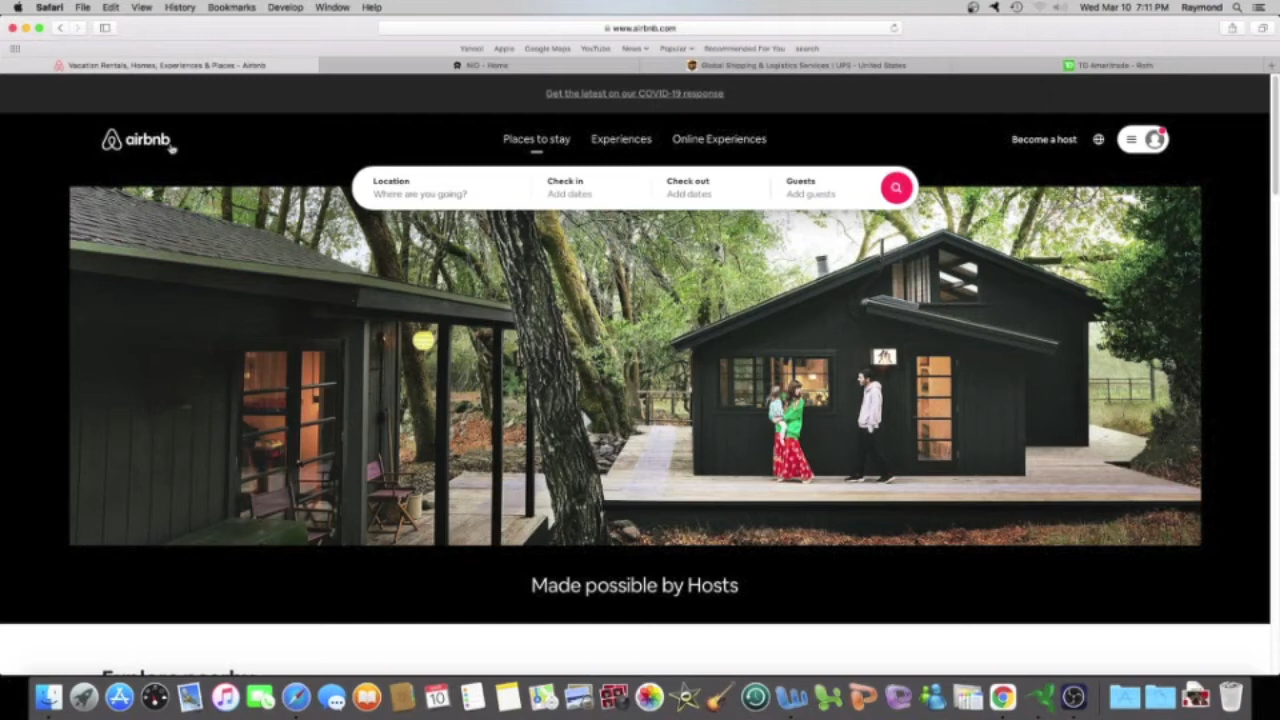 Safari File Edit View History Bookmarks Develop Window Help Wed Mar 10 7:11 PM Raymond
www.airbnb.com
Yahoo! Apple Google Maps YouTube News Popular Recommended For You search
Vacation Rentals, Homes, Experiences & Places - Airbnb NIO - Home Global Shipping & Logistics Services | UPS - United States TD Ameritrade - Roth
Get the latest on our COVID-19 response
airbnb Places to stay Experiences Online Experiences Become a host
Location Check in Check out Guests
Where are you going? Add dates Add dates Add guests
Made possible by Hosts
10